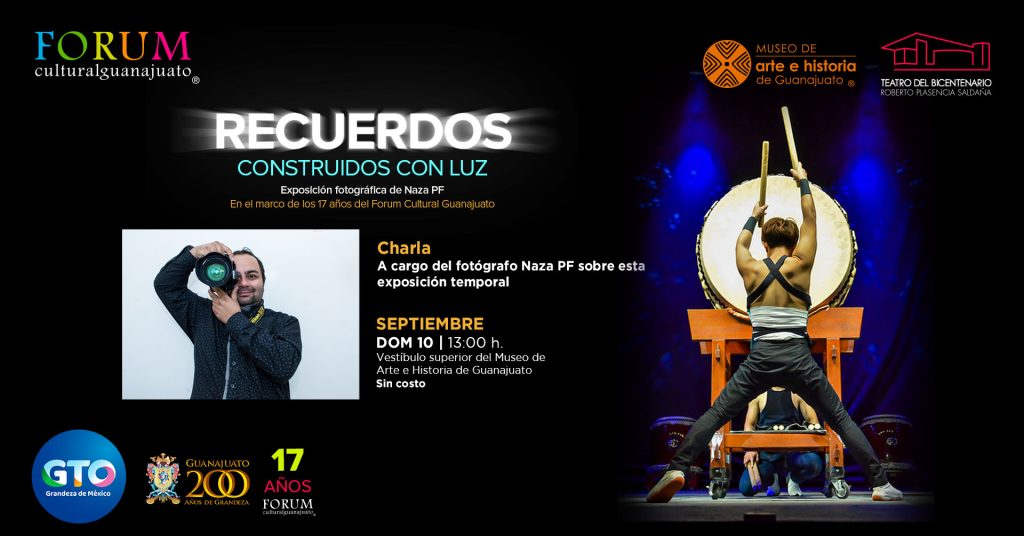 FORUM
culturalguanajuato®
MUSEO DE
arte e historia
de Guanajuato ®
TEATRO DEL BICENTENARIO
ROBERTO PLASENCIA SALDAÑA
RECUERDOS
CONSTRUIDOS CON LUZ
Exposición fotográfica de Naza PF
En el marco de los 17 años del Forum Cultural Guanajuato
Charla
A cargo del fotógrafo Naza PF sobre esta
exposición temporal
SEPTIEMBRE
DOM 10 | 13:00 h.
Vestíbulo superior del Museo de
Arte e Historia de Guanajuato
Sin costo
GTO
Grandeza de México
GUANAJUATO
200
AÑOS DE GRANDEZA
17
AÑOS
FORUM
culturalguanajuato®